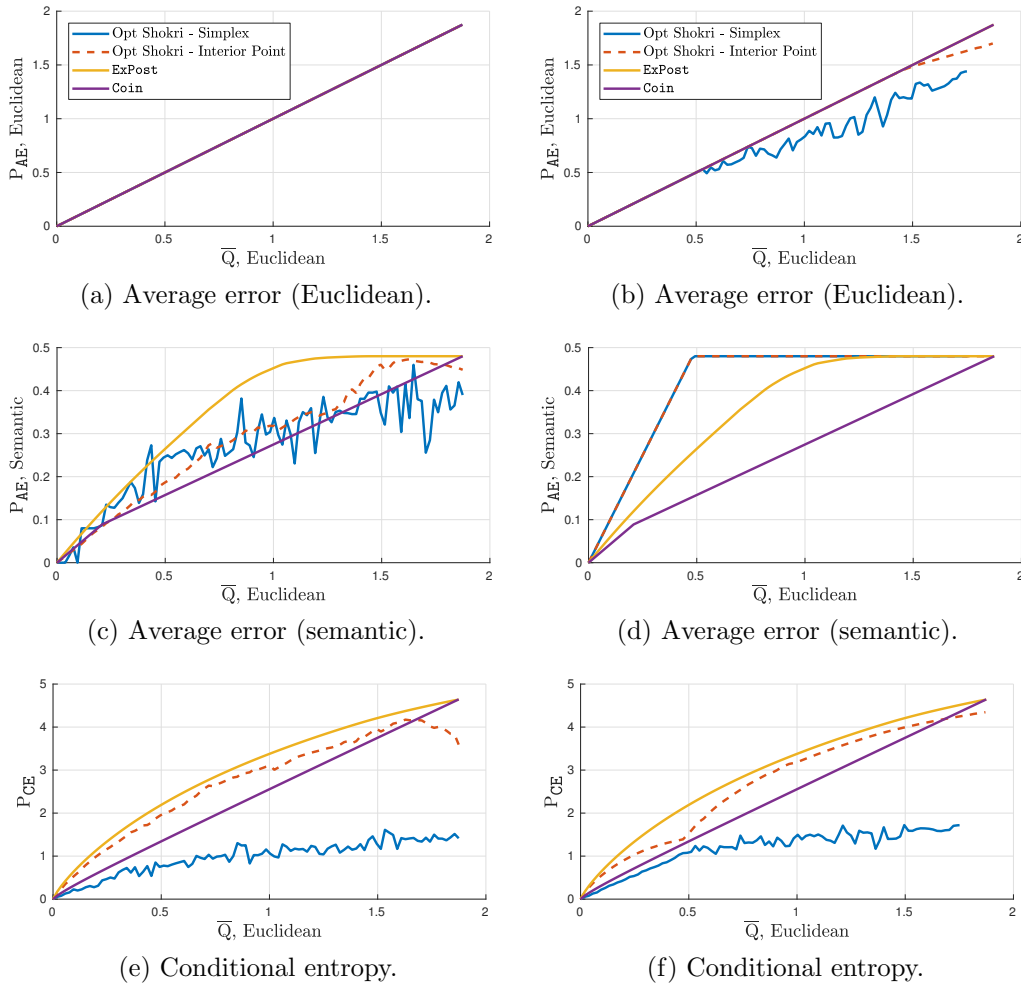 Opt Shokri - Simplex
Opt Shokri - Interior Point
ExPost
Coin
P_AE, Euclidean
2
1.5
1
0.5
0
0 0.5 1 1.5 2
Q̅, Euclidean
(a) Average error (Euclidean).
Opt Shokri - Simplex
Opt Shokri - Interior Point
ExPost
Coin
P_AE, Euclidean
2
1.5
1
0.5
0
0 0.5 1 1.5 2
Q̅, Euclidean
(b) Average error (Euclidean).
P_AE, Semantic
0.5
0.4
0.3
0.2
0.1
0
0 0.5 1 1.5 2
Q̅, Euclidean
(c) Average error (semantic).
P_AE, Semantic
0.5
0.4
0.3
0.2
0.1
0
0 0.5 1 1.5 2
Q̅, Euclidean
(d) Average error (semantic).
P_CE
5
4
3
2
1
0
0 0.5 1 1.5 2
Q̅, Euclidean
(e) Conditional entropy.
P_CE
5
4
3
2
1
0
0 0.5 1 1.5 2
Q̅, Euclidean
(f) Conditional entropy.